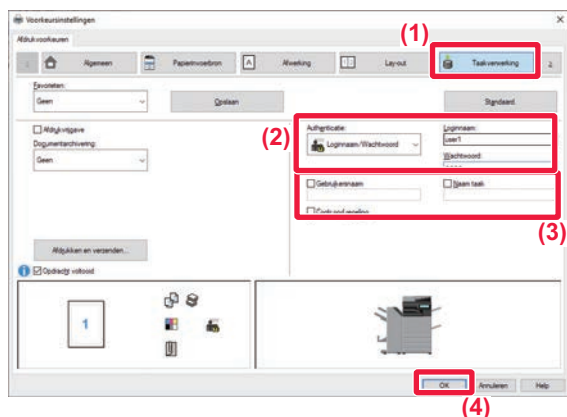 Voorkeursinstellingen
Afdrukvoorkeuren
(1)
Algemeen Papierinvoerbron Afwerking Lay-out Taakverwerking
Favorieten:
Geen Opslaan Standaard
(2)
Afdrukvrijgave Authenticatie: Loginnaam:
Documentarchivering: Loginnaam/Wachtwoord user1
Geen Wachtwoord:
Gebruikersnaam Naam taak
(3)
Afdrukken en verzenden...
Opdracht voltooid
1
OK Annuleren Help
(4)